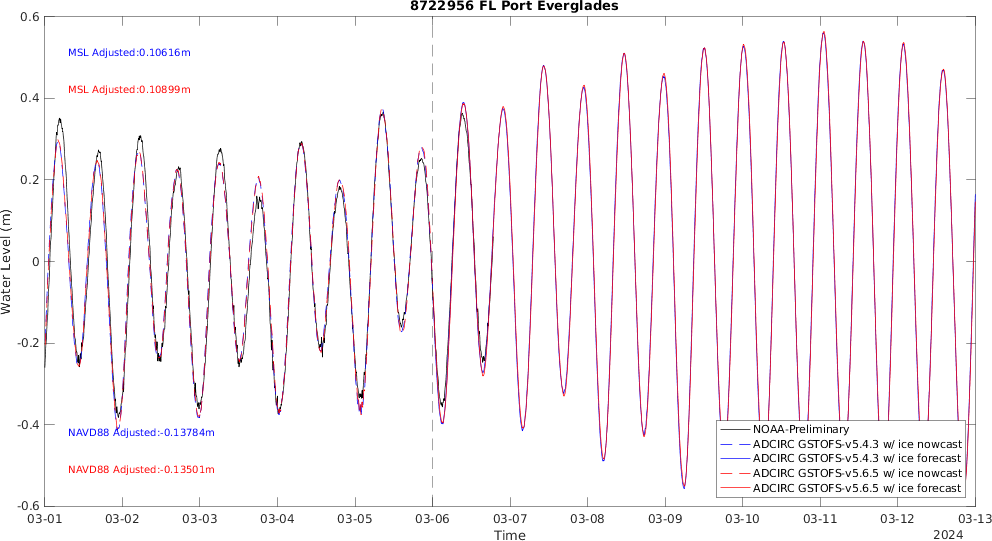 8722956 FL Port Everglades
0.6
MSL Adjusted:0.10616m
MSL Adjusted:0.10899m
0.4
0.2
Water Level (m)
0
-0.2
-0.4
NAVD88 Adjusted:-0.13784m
NAVD88 Adjusted:-0.13501m
NOAA-Preliminary
ADCIRC GSTOFS-v5.4.3 w/ ice nowcast
ADCIRC GSTOFS-v5.4.3 w/ ice forecast
ADCIRC GSTOFS-v5.6.5 w/ ice nowcast
ADCIRC GSTOFS-v5.6.5 w/ ice forecast
-0.6
03-01 03-02 03-03 03-04 03-05 03-06 03-07 03-08 03-09 03-10 03-11 03-12 03-13
Time
2024